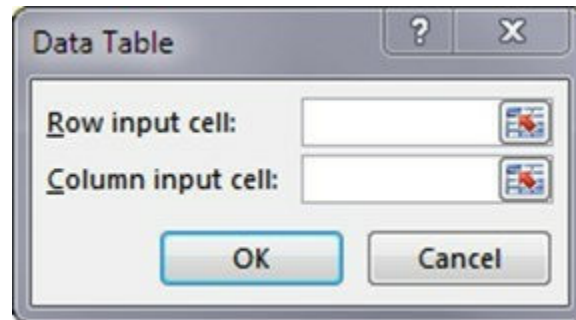 Data Table ?
Row input cell:
Column input cell:
OK Cancel